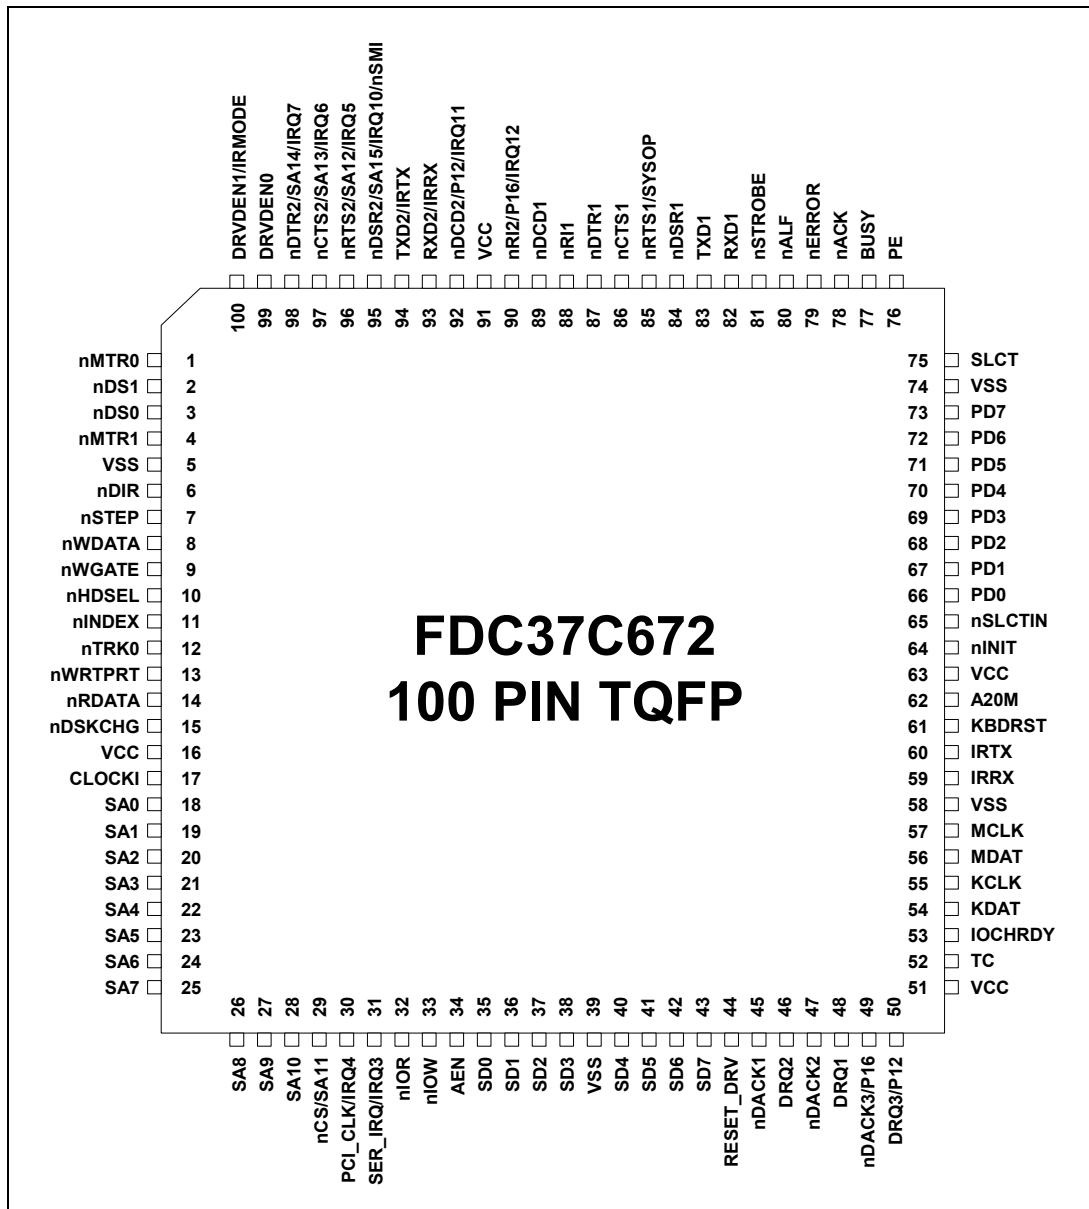 DRVDEN1/IRMODE
DRVDEN0
nDTR2/SA14/IRQ7
nCTS2/SA13/IRQ6
nRTS2/SA12/IRQ5
nDSR2/SA15/IRQ10/nSMI
TXD2/IRTX
RXD2/IRRX
nDCD2/P12/IRQ11
VCC
nRI2/P16/IRQ12
nDCD1
nRI1
nDTR1
nCTS1
nRTS1/SYSOP
nDSR1
TXD1
RXD1
nSTROBE
nALF
nERROR
nACK
BUSY
PE
100
99
98
97
96
95
94
93
92
91
90
89
88
87
86
85
84
83
82
81
80
79
78
77
76
nMTR0 1
nDS1 2
nDS0 3
nMTR1 4
VSS 5
nDIR 6
nSTEP 7
nWDATA 8
nWGATE 9
nHDSEL 10
nINDEX 11
nTRK0 12
nWRTPRT 13
nRDATA 14
nDSKCHG 15
VCC 16
CLOCKI 17
SA0 18
SA1 19
SA2 20
SA3 21
SA4 22
SA5 23
SA6 24
SA7 25
FDC37C672
100 PIN TQFP
75 SLCT
74 VSS
73 PD7
72 PD6
71 PD5
70 PD4
69 PD3
68 PD2
67 PD1
66 PD0
65 nSLCTIN
64 nINIT
63 VCC
62 A20M
61 KBDRST
60 IRTX
59 IRRX
58 VSS
57 MCLK
56 MDAT
55 KCLK
54 KDAT
53 IOCHRDY
52 TC
51 VCC
26
27
28
29
30
31
32
33
34
35
36
37
38
39
40
41
42
43
44
45
46
47
48
49
50
SA8
SA9
SA10
nCS/SA11
PCI_CLK/IRQ4
SER_IRQ/IRQ3
nIOR
nIOW
AEN
SD0
SD1
SD2
SD3
VSS
SD4
SD5
SD6
SD7
RESET_DRV
nDACK1
DRQ2
nDACK2
DRQ1
nDACK3/P16
DRQ3/P12